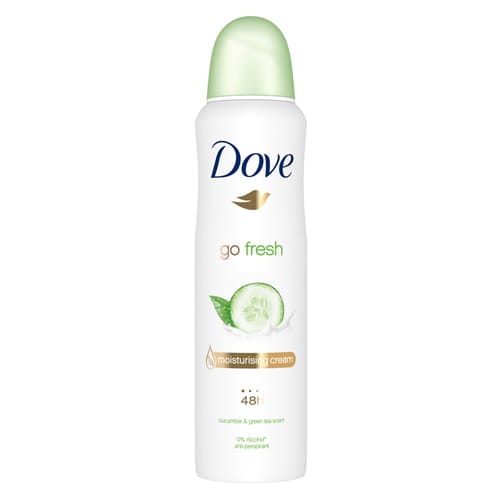 Dove
go fresh
moisturising cream
48h
cucumber & green tea scent
0% Alcohol*
anti-perspirant